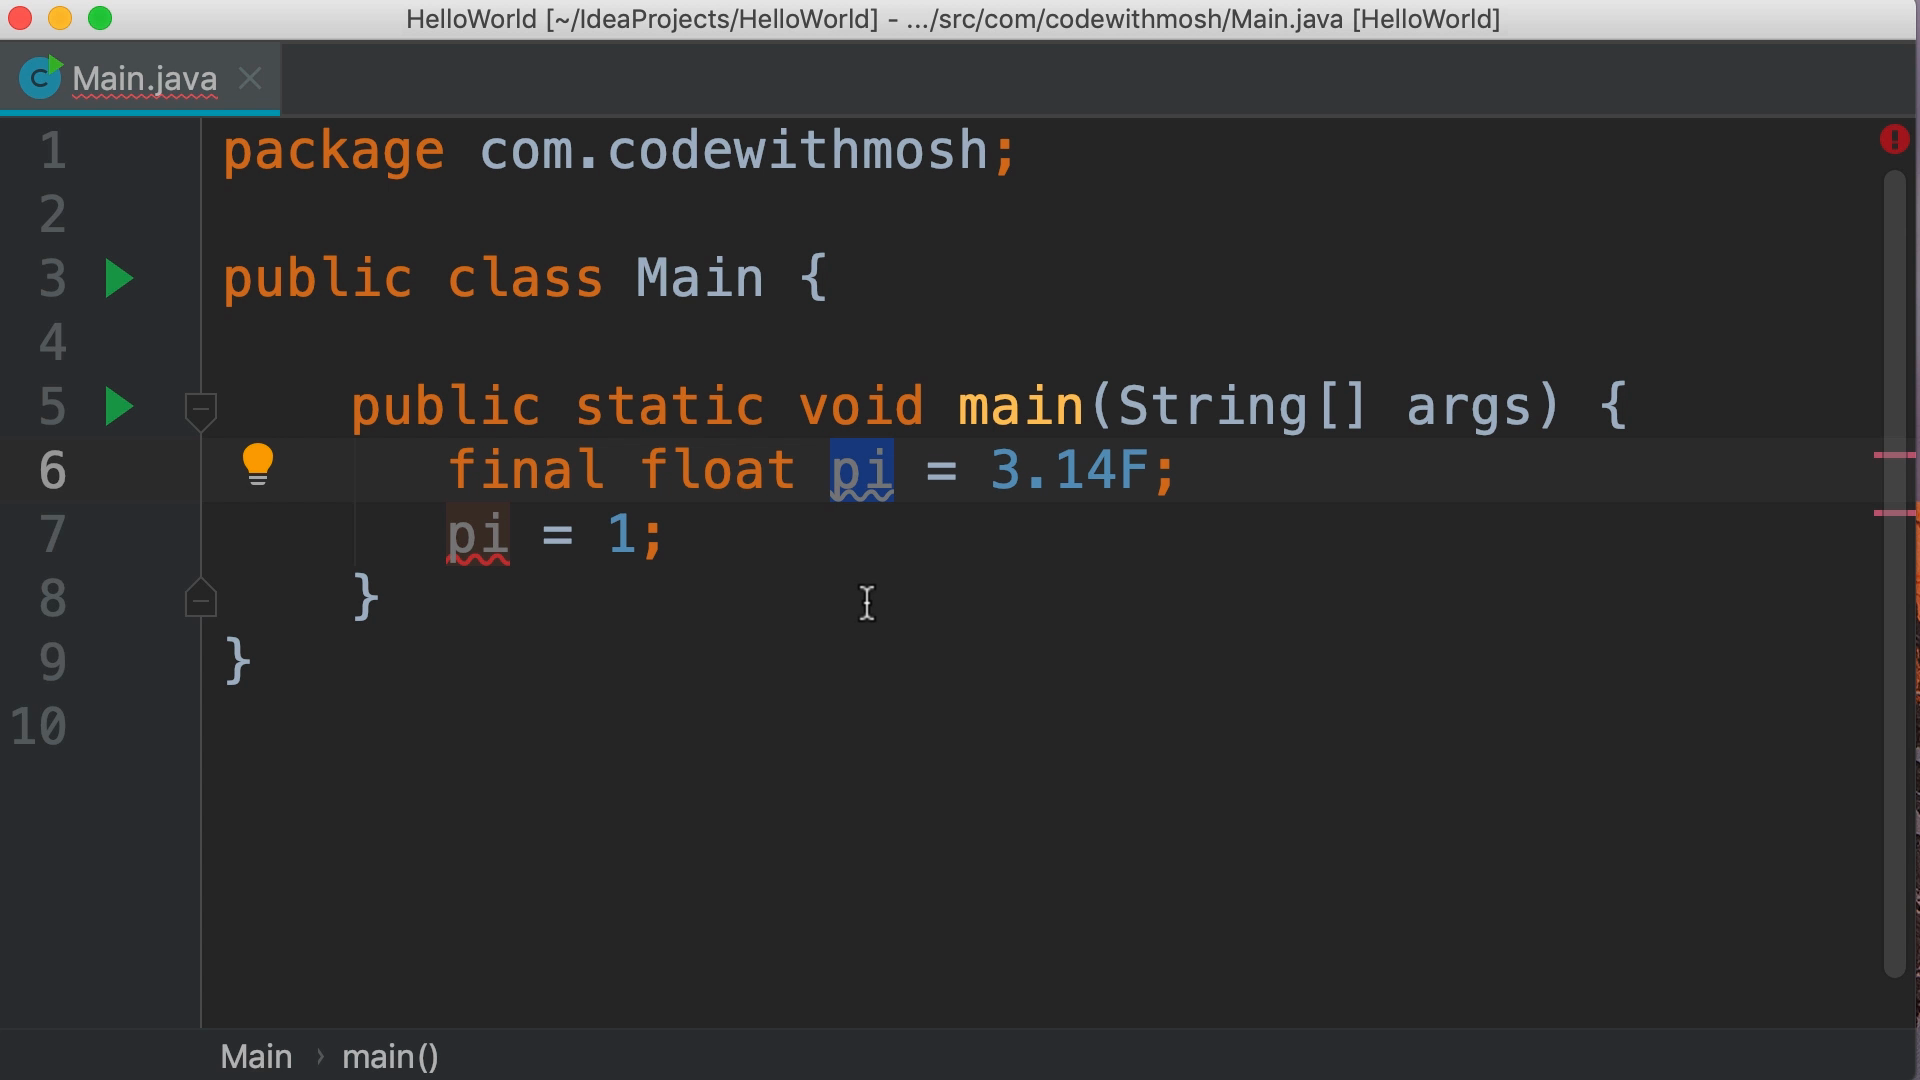 HelloWorld [~/IdeaProjects/HelloWorld] - .../src/com/codewithmosh/Main.java [HelloWorld]
C Main.java
1 package com.codewithmosh;
2
3 public class Main {
4
5 public static void main(String[] args) {
6 final float pi = 3.14F;
7 pi = 1;
8 }
9 }
10
Main › main()